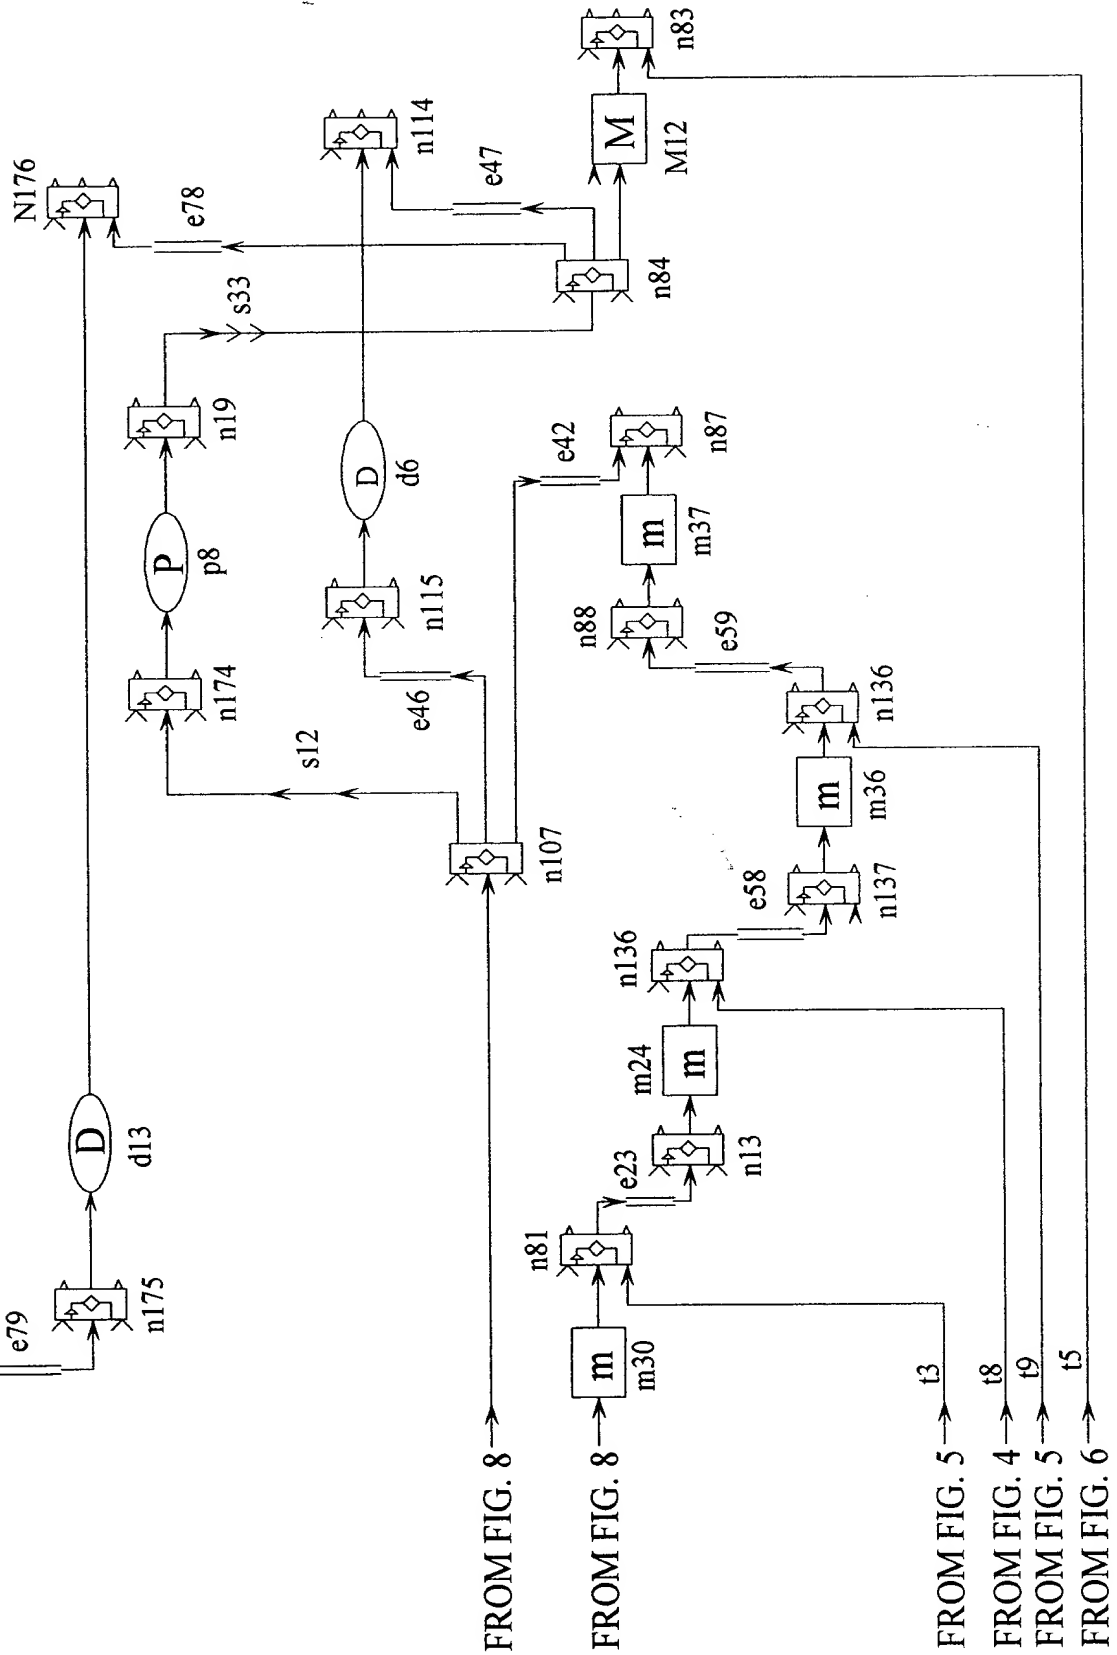 e79
n175
D
d13
N176
e78
s33
n19
P
p8
n174
s12
n114
e47
D
d6
n115
e46
n107
n84
M
M12
n83
e42
n87
m
m37
n88
e59
n136
m
m36
n137
e58
n136
m24
m
n13
e23
n81
m
m30
FROM FIG. 8
FROM FIG. 8
FROM FIG. 5 t3
FROM FIG. 4 t8
FROM FIG. 5 t9
FROM FIG. 6 t5